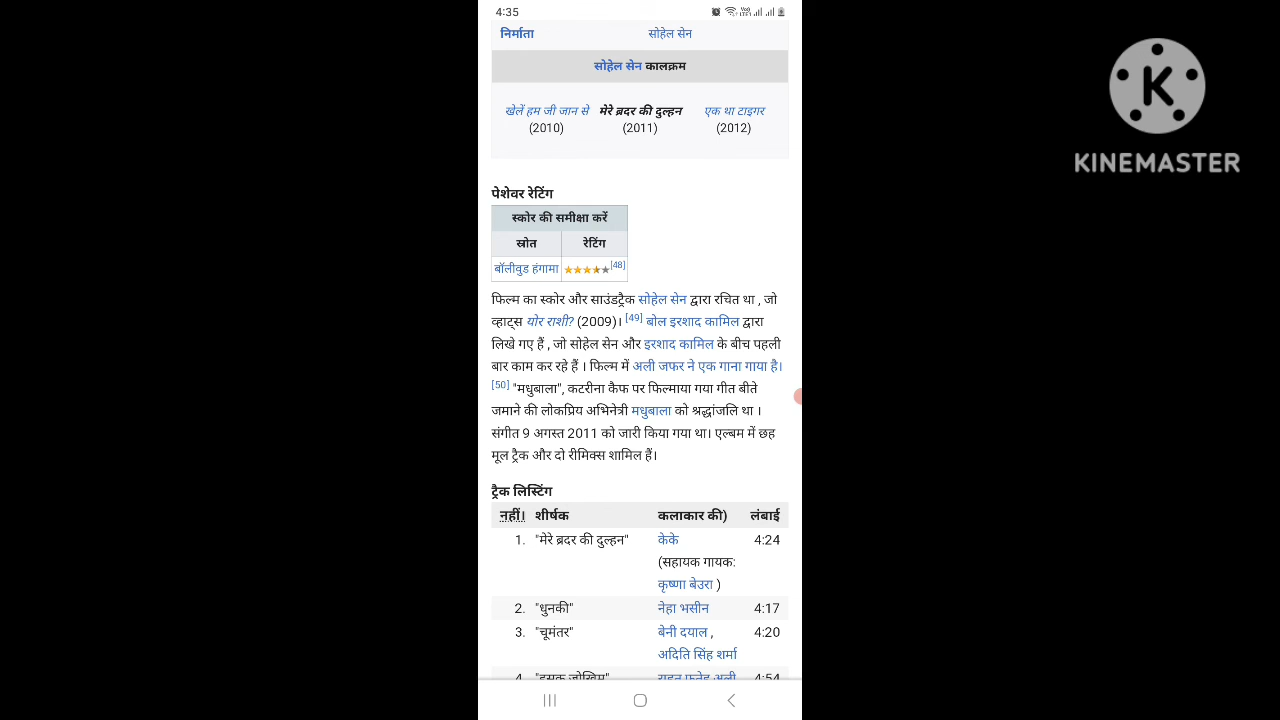 4:35
निर्माता सोहेल सेन
सोहेल सेन कालक्रम
खेलें हम जी जान से मेरे ब्रदर की दुल्हन एक था टाइगर
(2010) (2011) (2012)
K
KINEMASTER
पेशेवर रेटिंग
स्कोर की समीक्षा करें
स्रोत रेटिंग
बॉलीवुड हंगामा ★★★★★[48]
फिल्म का स्कोर और साउंडट्रैक सोहेल सेन द्वारा रचित था , जो
व्हाट्स योर राशी? (2009)। [49] बोल इरशाद कामिल द्वारा
लिखे गए हैं , जो सोहेल सेन और इरशाद कामिल के बीच पहली
बार काम कर रहे हैं । फिल्म में अली जफर ने एक गाना गाया है।
[50] "मधुबाला", कटरीना कैफ पर फिल्माया गया गीत बीते
जमाने की लोकप्रिय अभिनेत्री मधुबाला को श्रद्धांजलि था ।
संगीत 9 अगस्त 2011 को जारी किया गया था। एल्बम में छह
मूल ट्रैक और दो रीमिक्स शामिल हैं।
ट्रैक लिस्टिंग
नहीं। शीर्षक कलाकार की) लंबाई
1. "मेरे ब्रदर की दुल्हन" केके 4:24
(सहायक गायक:
कृष्णा बेउरा )
2. "धुनकी" नेहा भसीन 4:17
3. "चूमंतर" बेनी दयाल , 4:20
अदिति सिंह शर्मा
4. 4:54